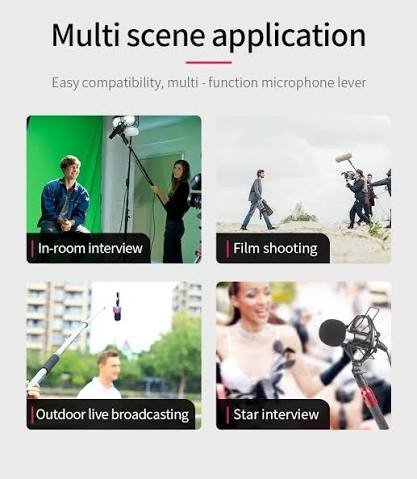 Multi scene application
Easy compatibility, multi - function microphone lever
In-room interview
Film shooting
Outdoor live broadcasting
Star interview